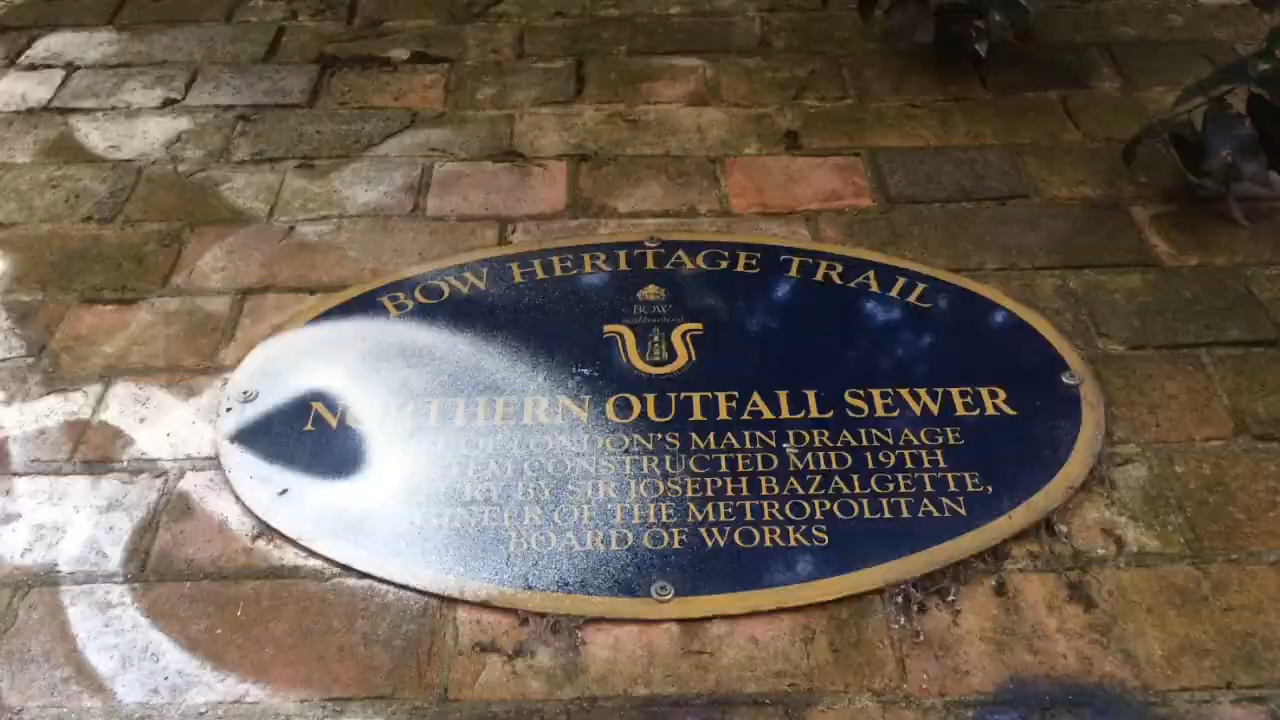 BOW HERITAGE TRAIL
BOW
NORTHERN OUTFALL SEWER
LONDON'S MAIN DRAINAGE
CONSTRUCTED MID 19TH
BY SIR JOSEPH BAZALGETTE,
OF THE METROPOLITAN
BOARD OF WORKS